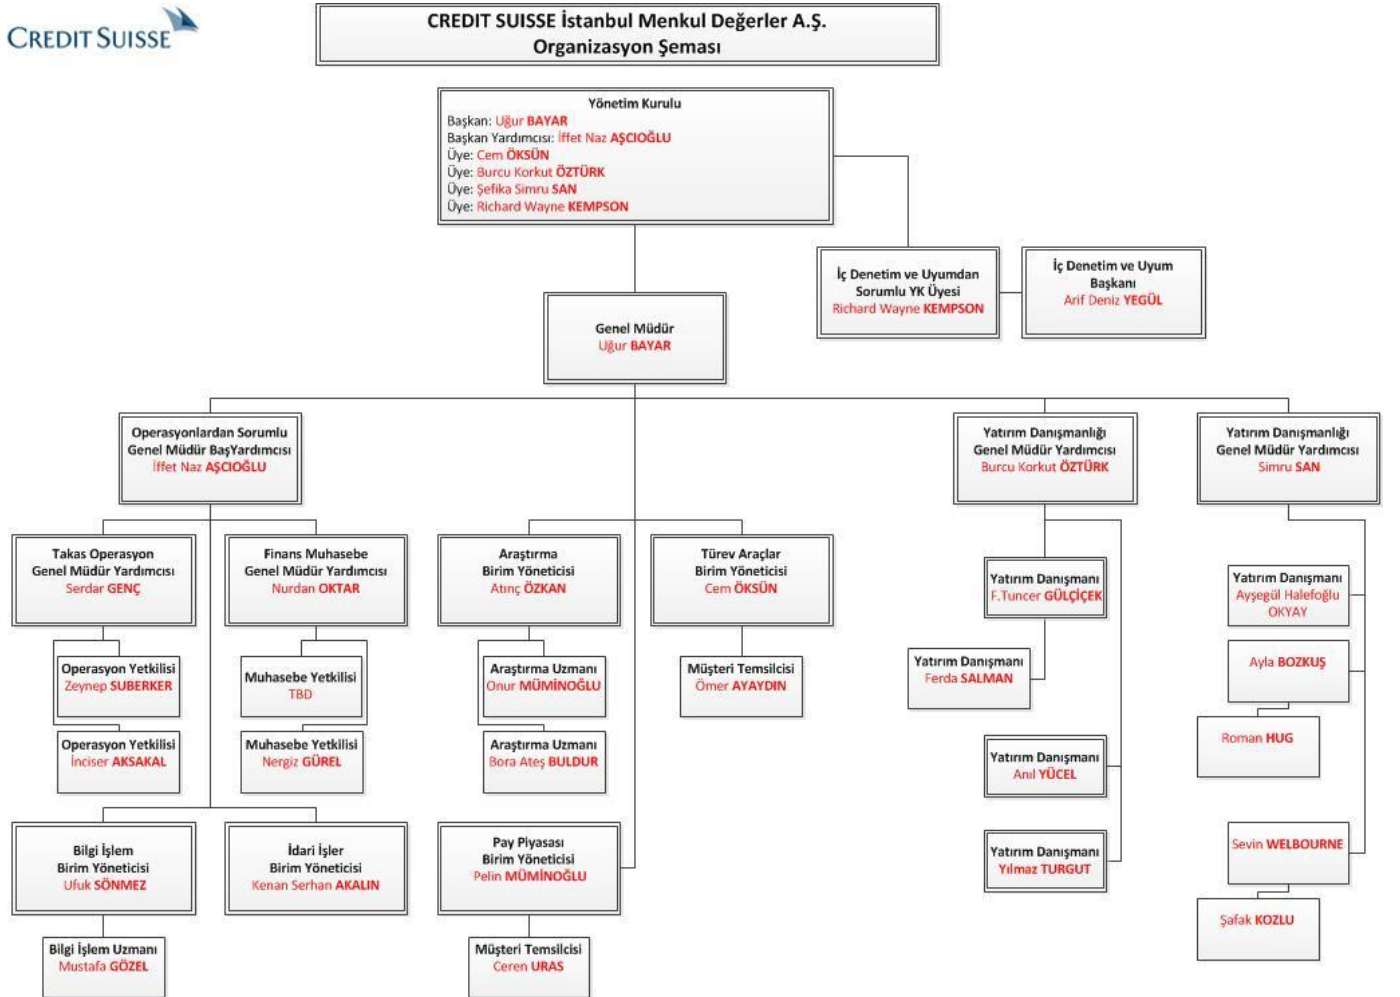 CREDIT SUISSE
CREDIT SUISSE İstanbul Menkul Değerler A.Ş.
Organizasyon Şeması
Yönetim Kurulu
Başkan: Uğur BAYAR
Başkan Yardımcısı: İffet Naz AŞCIOĞLU
Üye: Cem ÖKSÜN
Üye: Burcu Korkut ÖZTÜRK
Üye: Şefika Simru SAN
Üye: Richard Wayne KEMPSON
İç Denetim ve Uyumdan
Sorumlu YK Üyesi
Richard Wayne KEMPSON
İç Denetim ve Uyum
Başkanı
Arif Deniz YEGÜL
Genel Müdür
Uğur BAYAR
Operasyonlardan Sorumlu
Genel Müdür BaşYardımcısı
İffet Naz AŞCIOĞLU
Yatırım Danışmanlığı
Genel Müdür Yardımcısı
Burcu Korkut ÖZTÜRK
Yatırım Danışmanlığı
Genel Müdür Yardımcısı
Simru SAN
Takas Operasyon
Genel Müdür Yardımcısı
Serdar GENÇ
Finans Muhasebe
Genel Müdür Yardımcısı
Nurdan OKTAR
Araştırma
Birim Yöneticisi
Atınç ÖZKAN
Türev Araçlar
Birim Yöneticisi
Cem ÖKSÜN
Yatırım Danışmanı
F.Tuncer GÜLÇİÇEK
Yatırım Danışmanı
Ayşegül Halefoğlu
OKYAY
Operasyon Yetkilisi
Zeynep SUBERKER
Muhasebe Yetkilisi
TBD
Araştırma Uzmanı
Onur MÜMİNOĞLU
Müşteri Temsilcisi
Ömer AYAYDIN
Yatırım Danışmanı
Ferda SALMAN
Ayla BOZKUŞ
Operasyon Yetkilisi
İnciser AKSAKAL
Muhasebe Yetkilisi
Nergiz GÜREL
Araştırma Uzmanı
Bora Ateş BULDUR
Yatırım Danışmanı
Anıl YÜCEL
Roman HUG
Bilgi İşlem
Birim Yöneticisi
Ufuk SÖNMEZ
İdari İşler
Birim Yöneticisi
Kenan Serhan AKALIN
Pay Piyasası
Birim Yöneticisi
Pelin MÜMİNOĞLU
Yatırım Danışmanı
Yılmaz TURGUT
Sevin WELBOURNE
Bilgi İşlem Uzmanı
Mustafa GÖZEL
Müşteri Temsilcisi
Ceren URAS
Şafak KOZLU